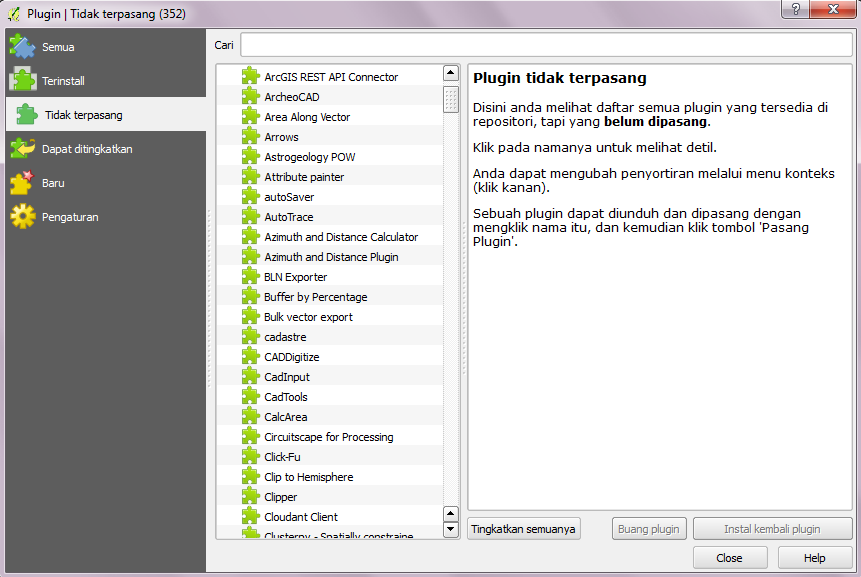 Plugin | Tidak terpasang (352)
?
Semua
Terinstall
Tidak terpasang
Dapat ditingkatkan
Baru
Pengaturan
Cari
ArcGIS REST API Connector
ArcheoCAD
Area Along Vector
Arrows
Astrogeology POW
Attribute painter
autoSaver
AutoTrace
Azimuth and Distance Calculator
Azimuth and Distance Plugin
BLN Exporter
Buffer by Percentage
Bulk vector export
cadastre
CADDigitize
CadInput
CadTools
CalcArea
Circuitscape for Processing
Click-Fu
Clip to Hemisphere
Clipper
Cloudant Client
Clusterpy - Spatially constraine
Plugin tidak terpasang
Disini anda melihat daftar semua plugin yang tersedia di
repositori, tapi yang belum dipasang.
Klik pada namanya untuk melihat detil.
Anda dapat mengubah penyortiran melalui menu konteks
(klik kanan).
Sebuah plugin dapat diunduh dan dipasang dengan
mengklik nama itu, dan kemudian klik tombol 'Pasang
Plugin'.
Tingkatkan semuanya
Buang plugin
Instal kembali plugin
Close
Help